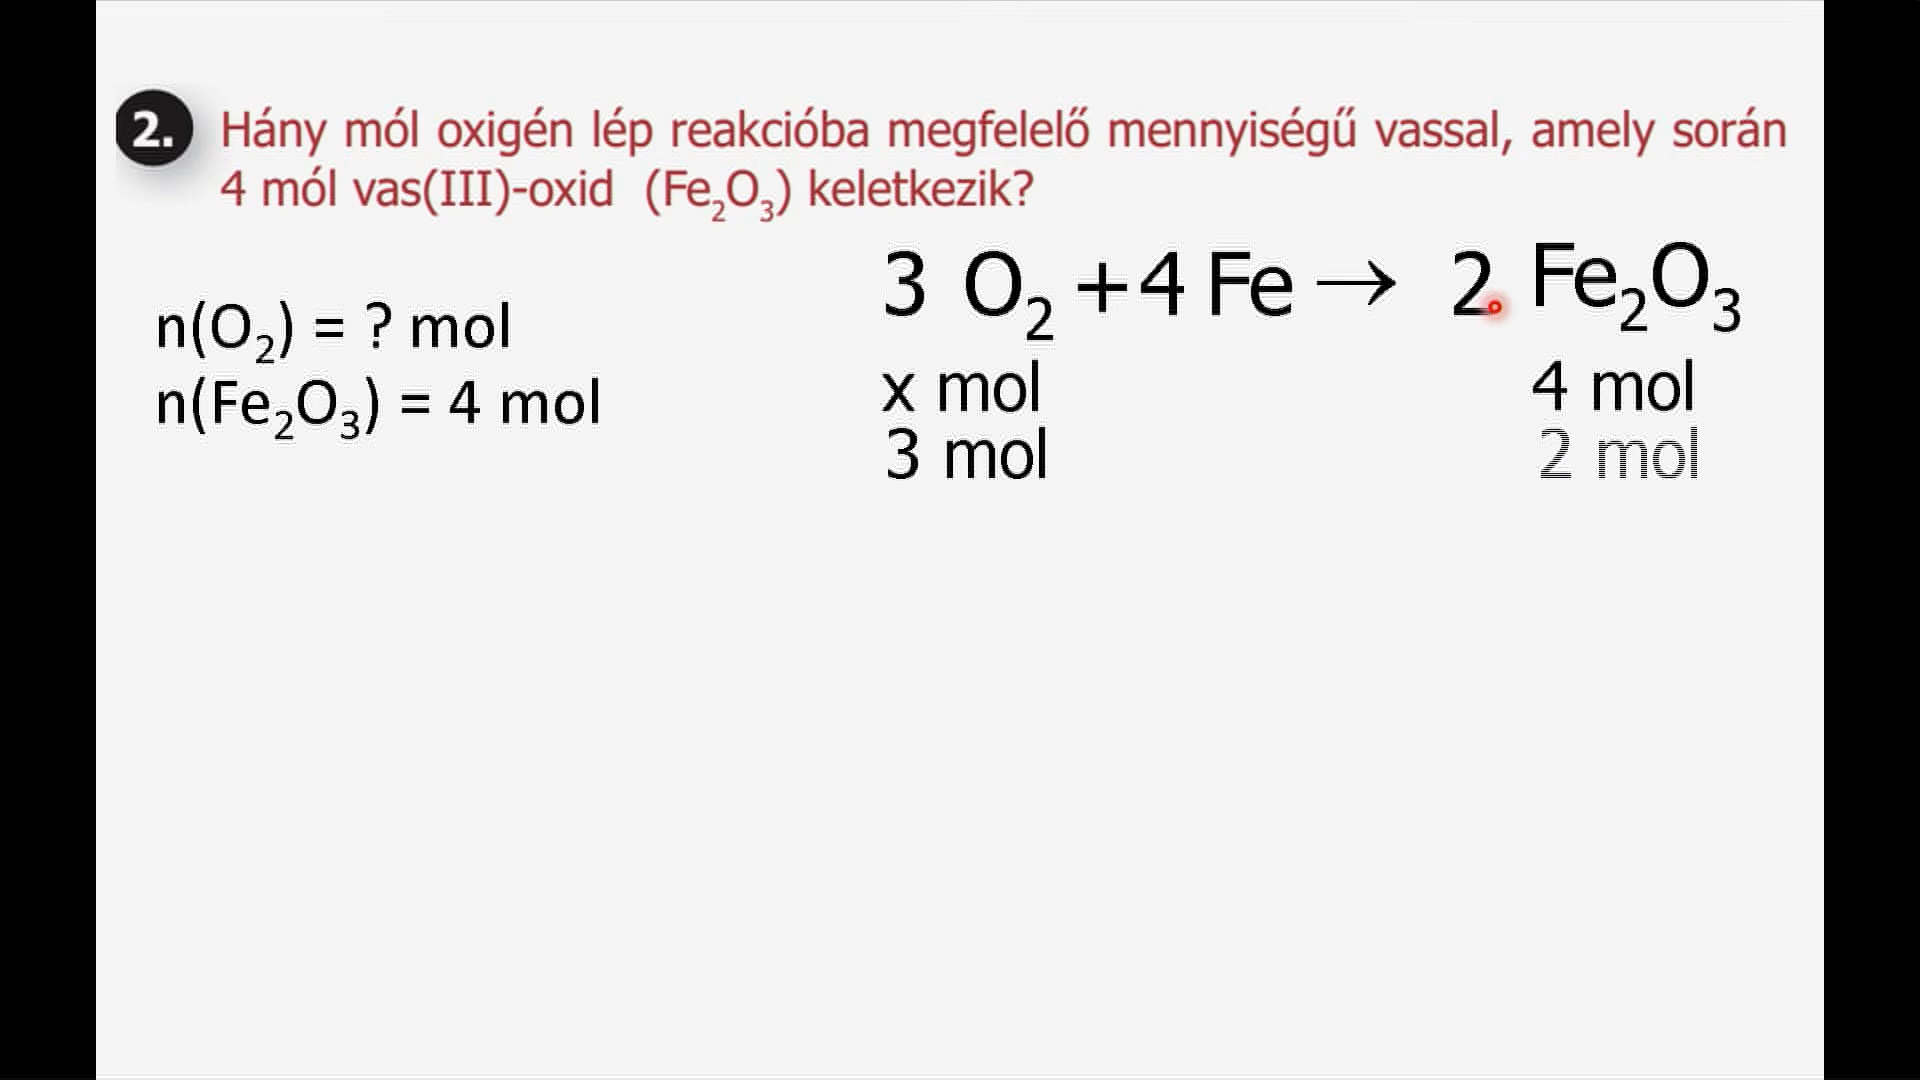 2. Hány mól oxigén lép reakcióba megfelelő mennyiségű vassal, amely során
4 mól vas(III)-oxid (Fe₂O₃) keletkezik?
3 O₂ +4 Fe → 2 Fe₂O₃
n(O₂) = ? mol
n(Fe₂O₃) = 4 mol
x mol 4 mol
3 mol 2 mol